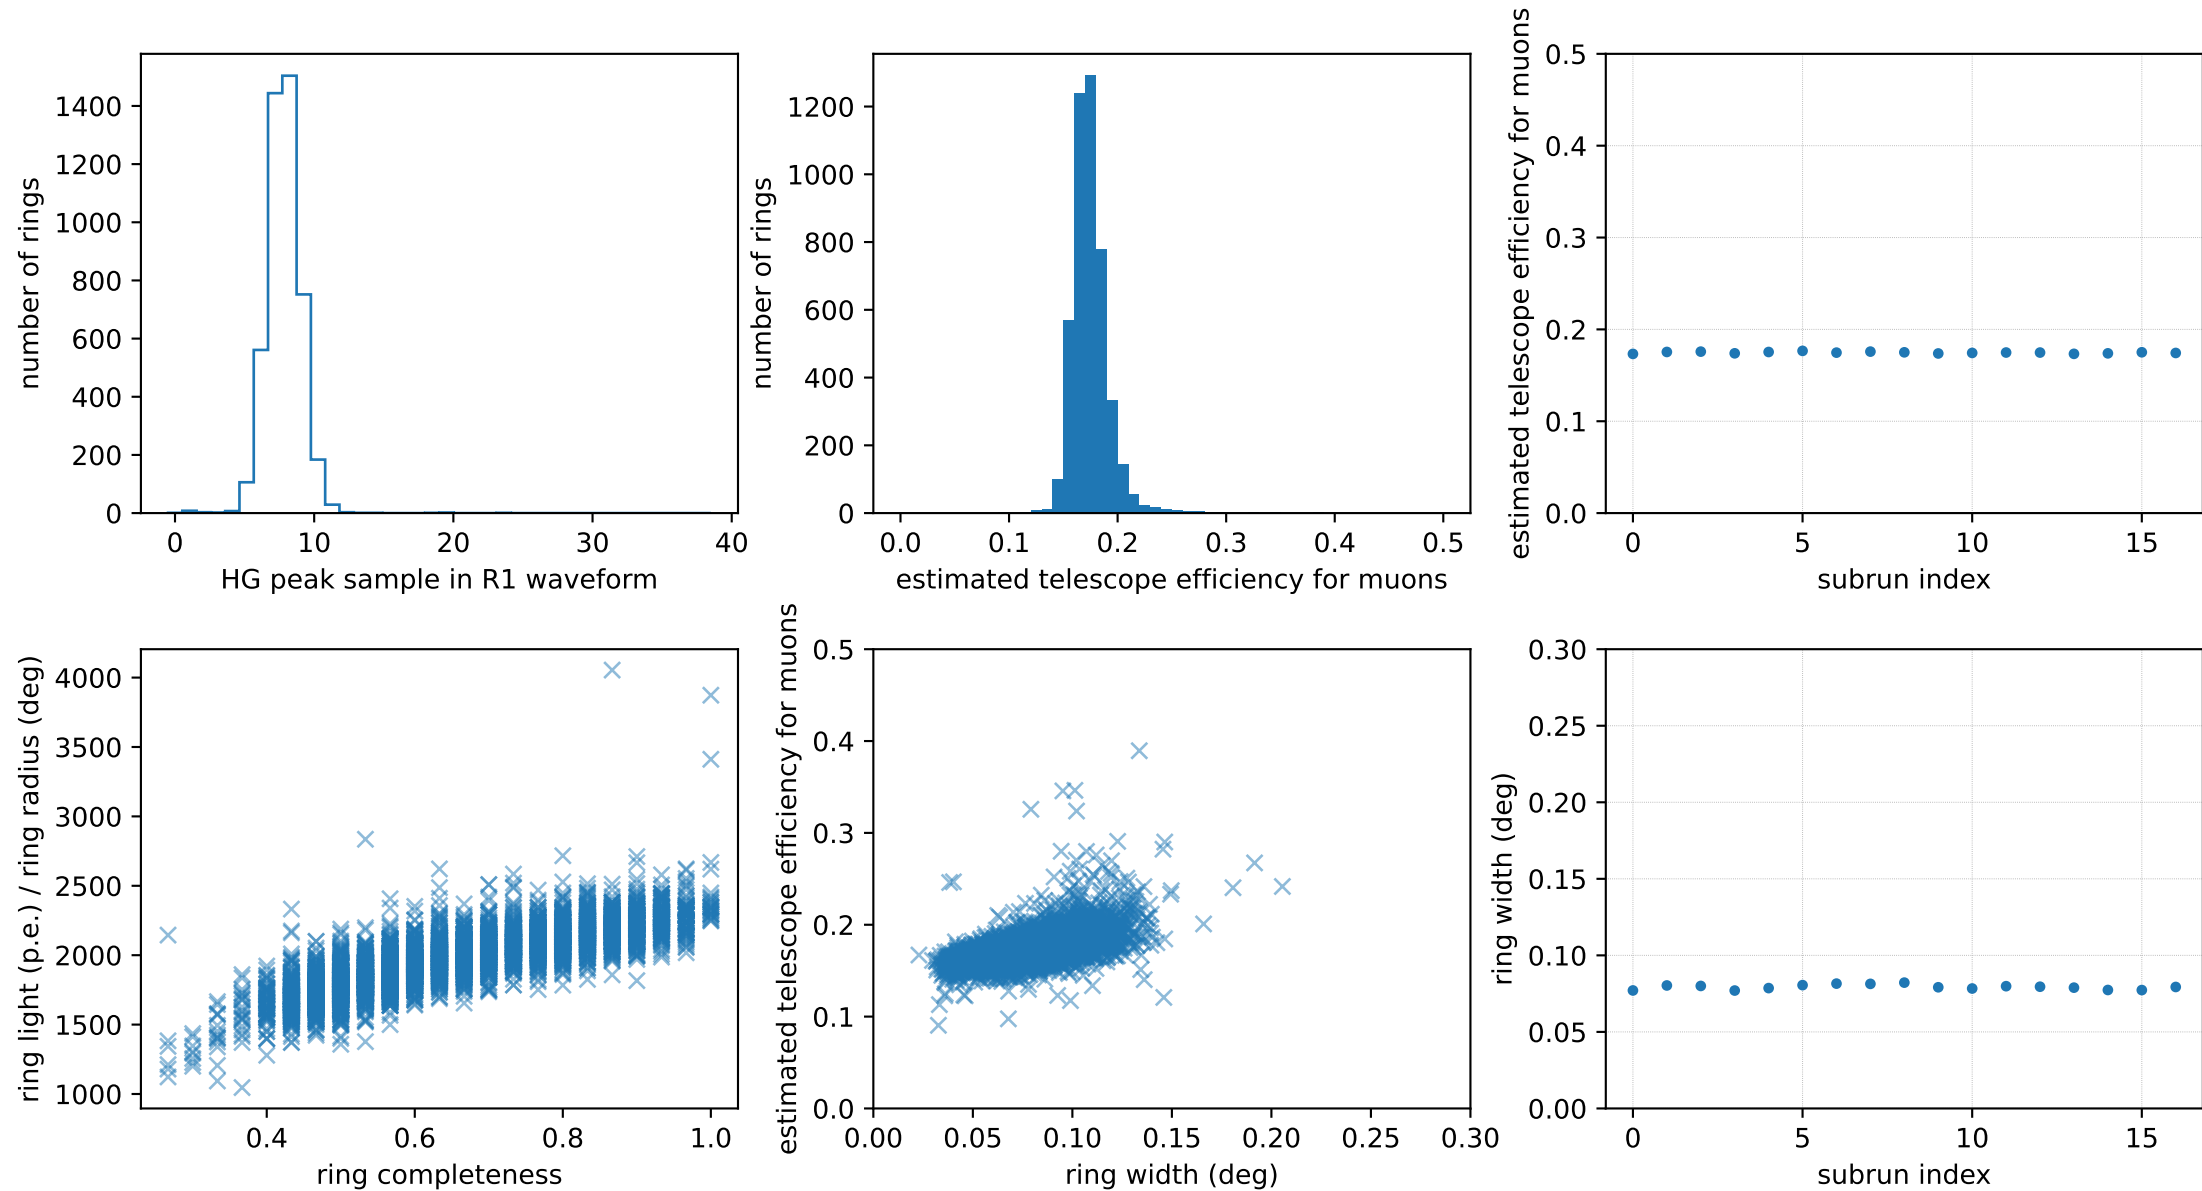 number of rings
1400
1200
1000
800
600
400
200
0
0 10 20 30 40
HG peak sample in R1 waveform
number of rings
1200
1000
800
600
400
200
0
0.0 0.1 0.2 0.3 0.4 0.5
estimated telescope efficiency for muons
estimated telescope efficiency for muons
0.5
0.4
0.3
0.2
0.1
0.0
0 5 10 15
subrun index
ring light (p.e.) / ring radius (deg)
4000
3500
3000
2500
2000
1500
1000
0.4 0.6 0.8 1.0
ring completeness
estimated telescope efficiency for muons
0.5
0.4
0.3
0.2
0.1
0.0
0.00 0.05 0.10 0.15 0.20 0.25 0.30
ring width (deg)
ring width (deg)
0.30
0.25
0.20
0.15
0.10
0.05
0.00
0 5 10 15
subrun index